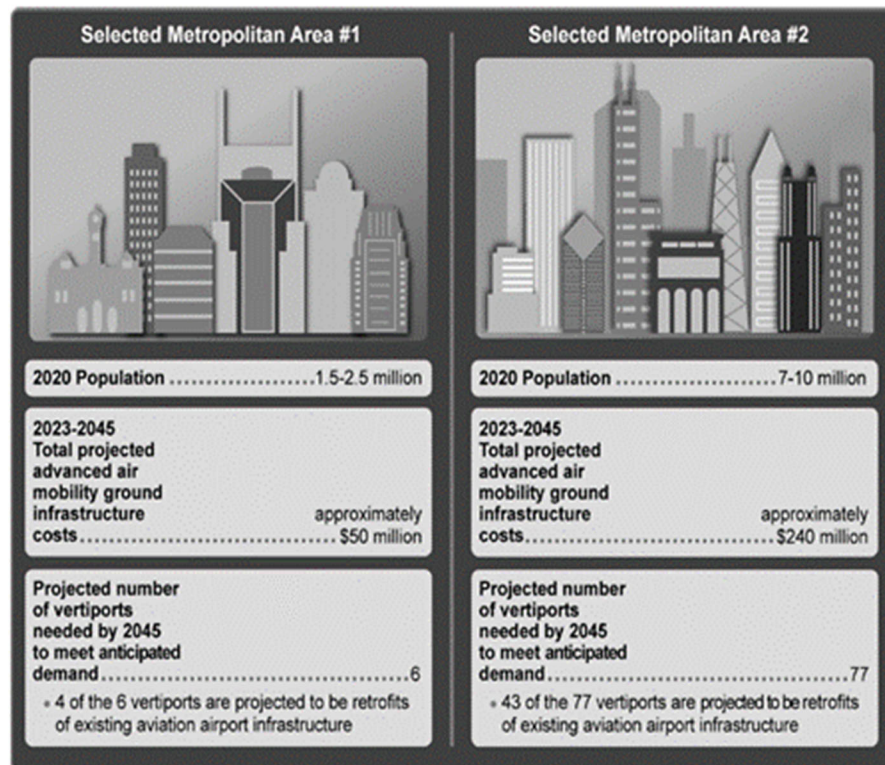 Selected Metropolitan Area #1
2020 Population ......................1.5-2.5 million
2023-2045
Total projected
advanced air
mobility ground
infrastructure approximately
costs....................................... $50 million
Projected number
of vertiports
needed by 2045
to meet anticipated
demand..................................................6
• 4 of the 6 vertiports are projected to be retrofits
of existing aviation airport infrastructure
Selected Metropolitan Area #2
2020 Population .........................7-10 million
2023-2045
Total projected
advanced air
mobility ground
infrastructure approximately
costs.......................................$240 million
Projected number
of vertiports
needed by 2045
to meet anticipated
demand..................................................77
• 43 of the 77 vertiports are projected to be retrofits
of existing aviation airport infrastructure